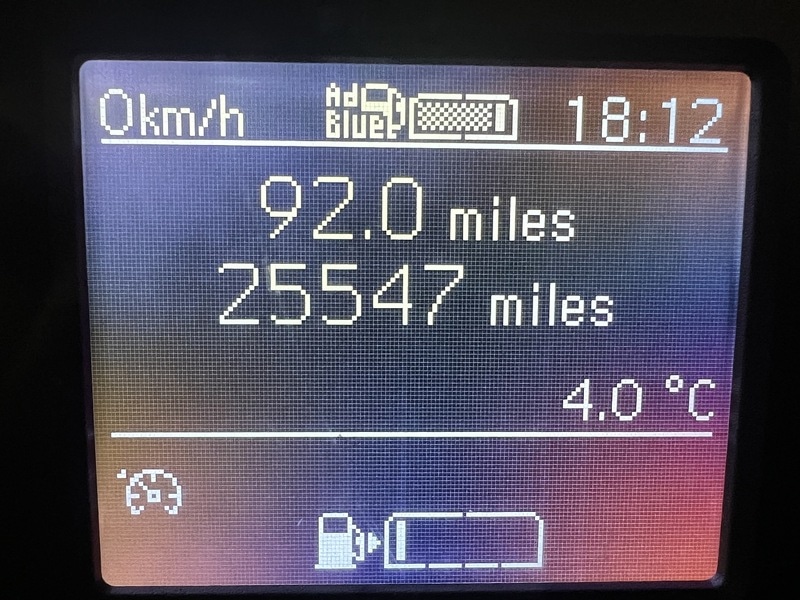 0km/h Ad Blue 18:12
92.0 miles
25547 miles
4.0 °C